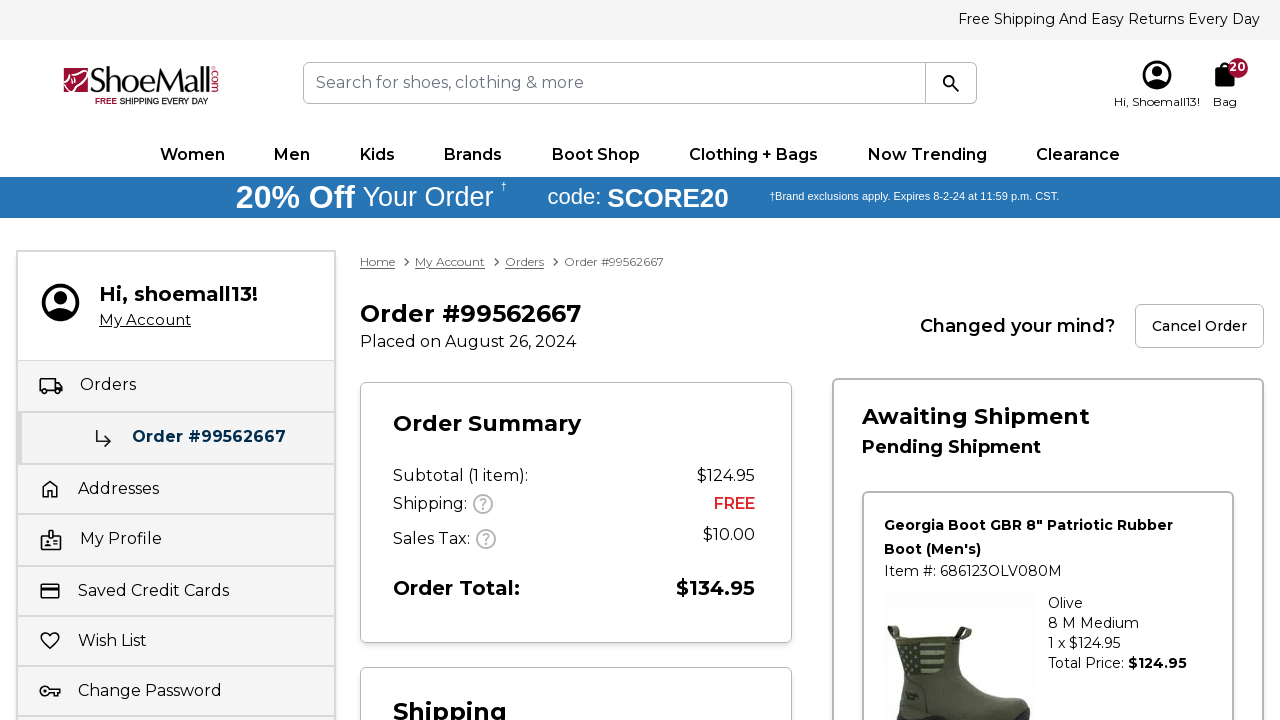 Free Shipping And Easy Returns Every Day
ShoeMall.com
FREE SHIPPING EVERY DAY
Search for shoes, clothing & more
Hi, Shoemall13!
20
Bag
Women
Men
Kids
Brands
Boot Shop
Clothing + Bags
Now Trending
Clearance
20% Off Your Order †
code: SCORE20
†Brand exclusions apply. Expires 8-2-24 at 11:59 p.m. CST.
Hi, shoemall13!
My Account
Orders
Order #99562667
Addresses
My Profile
Saved Credit Cards
Wish List
Change Password
Home > My Account > Orders > Order #99562667
Order #99562667
Placed on August 26, 2024
Changed your mind?
Cancel Order
Order Summary
Subtotal (1 item): $124.95
Shipping: ? FREE
Sales Tax: ? $10.00
Order Total: $134.95
Shipping
Awaiting Shipment
Pending Shipment
Georgia Boot GBR 8" Patriotic Rubber
Boot (Men's)
Item #: 686123OLV080M
Olive
8 M Medium
1 x $124.95
Total Price: $124.95